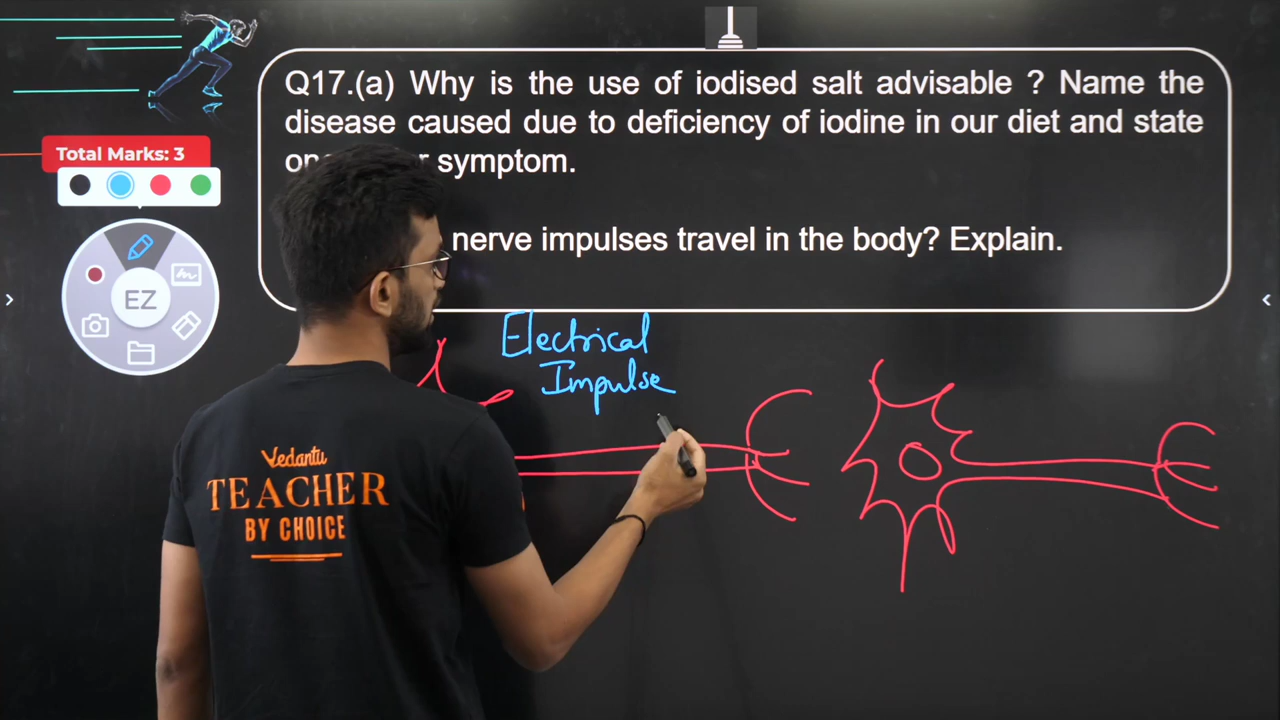 Q17.(a) Why is the use of iodised salt advisable ? Name the
disease caused due to deficiency of iodine in our diet and state
symptom.
nerve impulses travel in the body? Explain.
Total Marks: 3
EZ
Electrical
Impulse
Vedantu
TEACHER
BY CHOICE